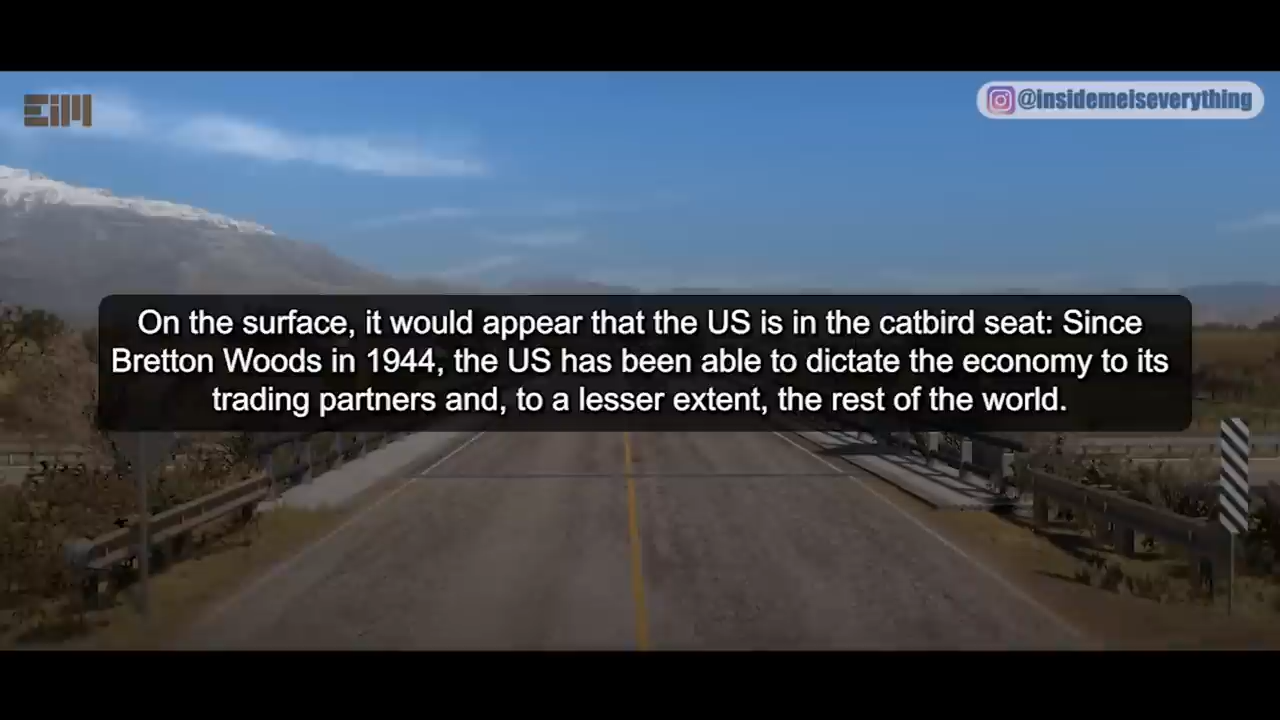 EiM
@insidemeiseverything
On the surface, it would appear that the US is in the catbird seat: Since
Bretton Woods in 1944, the US has been able to dictate the economy to its
trading partners and, to a lesser extent, the rest of the world.